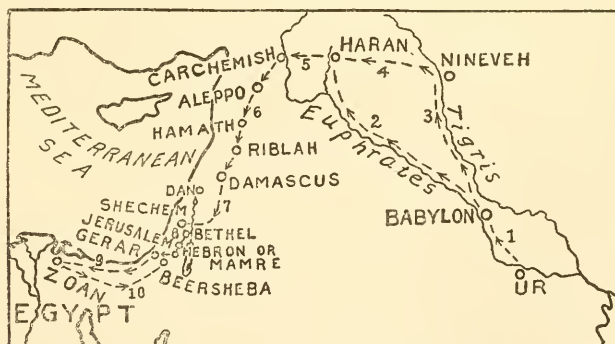 CARCHEMISH
HARAN
NINEVEH
5
4
ALEPPO
MEDITERRANEAN
SEA
6
HAMATH
2
3
Tigris
Euphrates
RIBLAH
DAN
DAMASCUS
7
SHECHEM
BABYLON
JERUSALEM
8
BETHEL
GERAR
HEBRON OR
MAMRE
1
9
ZOAN
10
BEERSHEBA
UR
EGYPT